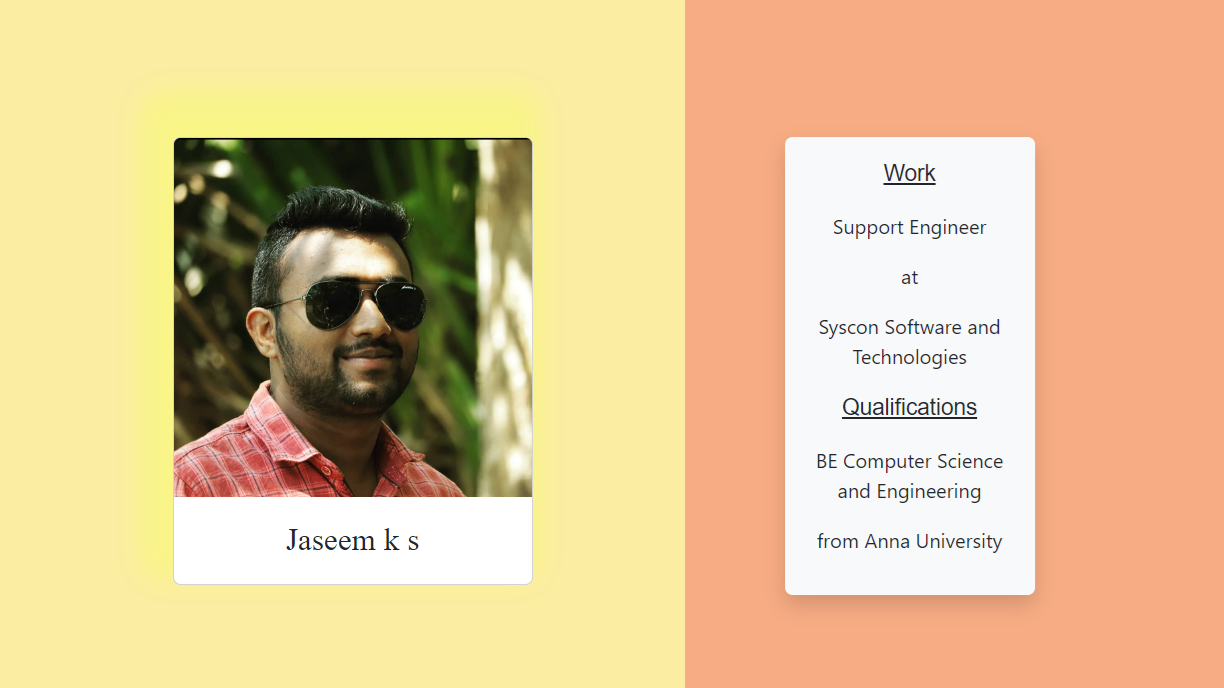 Jaseem k s
Work
Support Engineer
at
Syscon Software and
Technologies
Qualifications
BE Computer Science
and Engineering
from Anna University